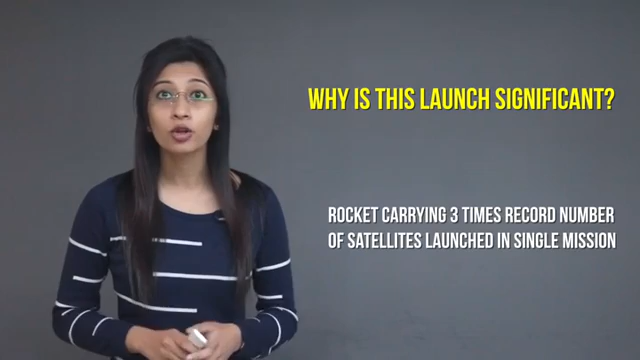 WHY IS THIS LAUNCH SIGNIFICANT?
ROCKET CARRYING 3 TIMES RECORD NUMBER
OF SATELLITES LAUNCHED IN SINGLE MISSION